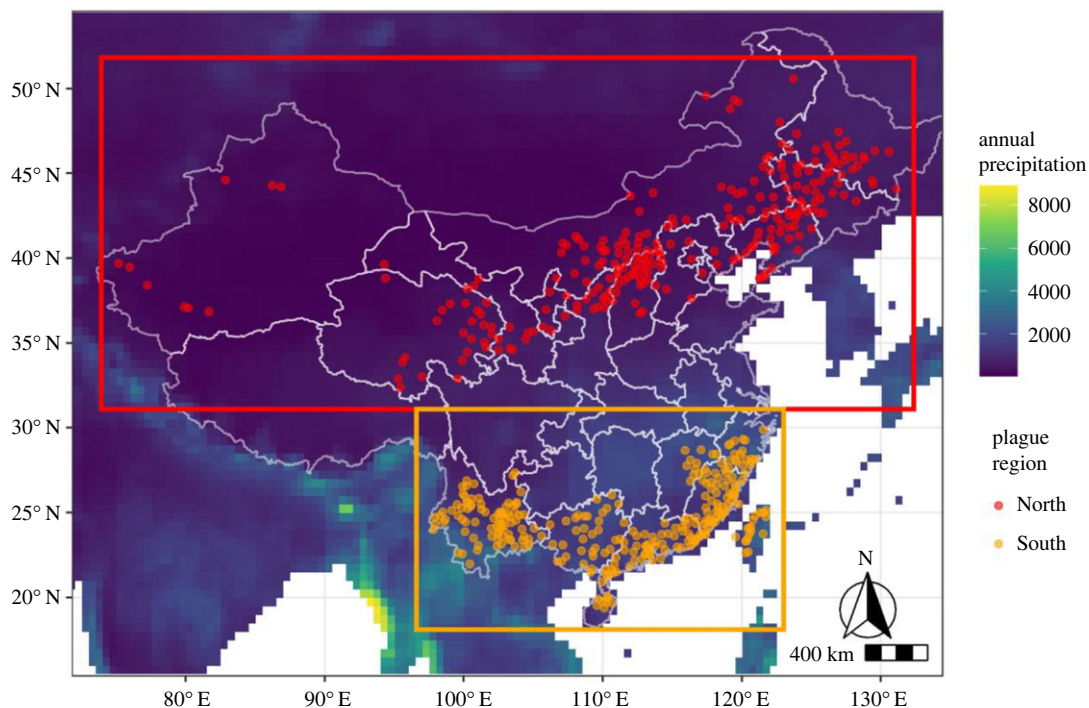 50° N
45° N
40° N
35° N
30° N
25° N
20° N
80° E
90° E
100° E
110° E
120° E
130° E
N
400 km
annual
precipitation
8000
6000
4000
2000
plague
region
North
South